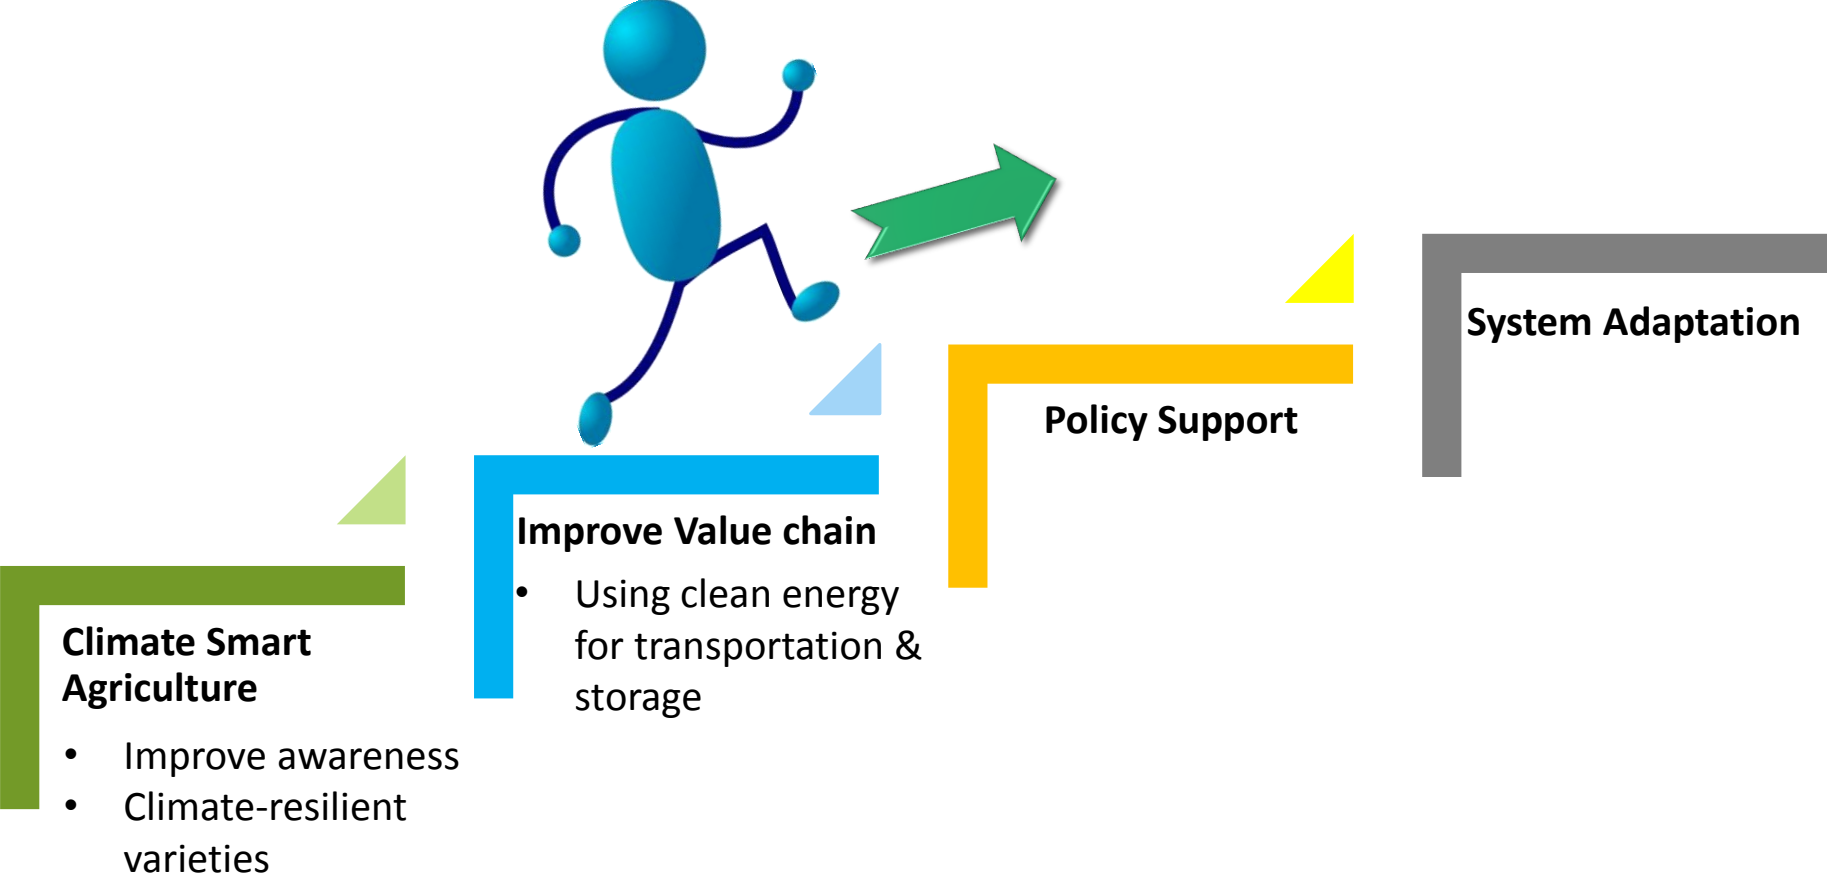 Climate Smart
Agriculture
• Improve awareness
• Climate-resilient
varieties
Improve Value chain
• Using clean energy
for transportation &
storage
Policy Support
System Adaptation